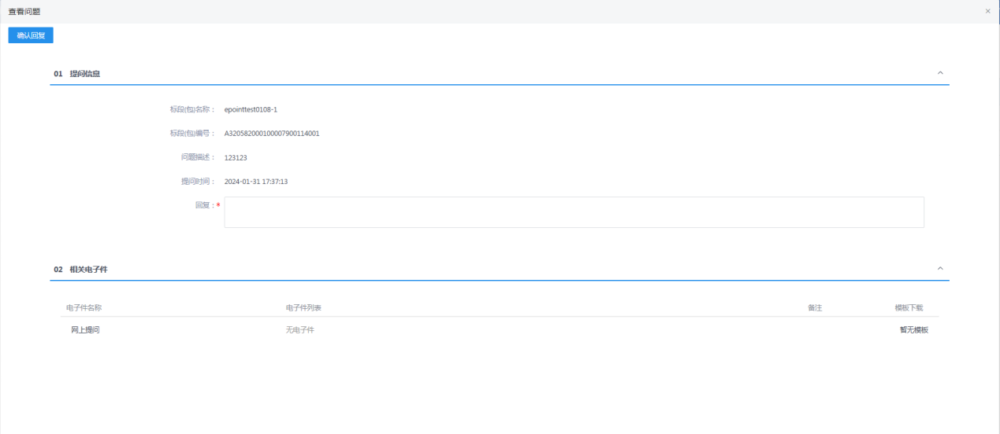 查看问题
确认回复
01 提问信息
标段(包)名称： epointtest0108-1
标段(包)编号： A320582000100007900114001
问题描述： 123123
提问时间： 2024-01-31 17:37:13
回复：*
02 相关电子件
电子件名称 电子件列表 备注 模板下载
网上提问 无电子件 暂无模板